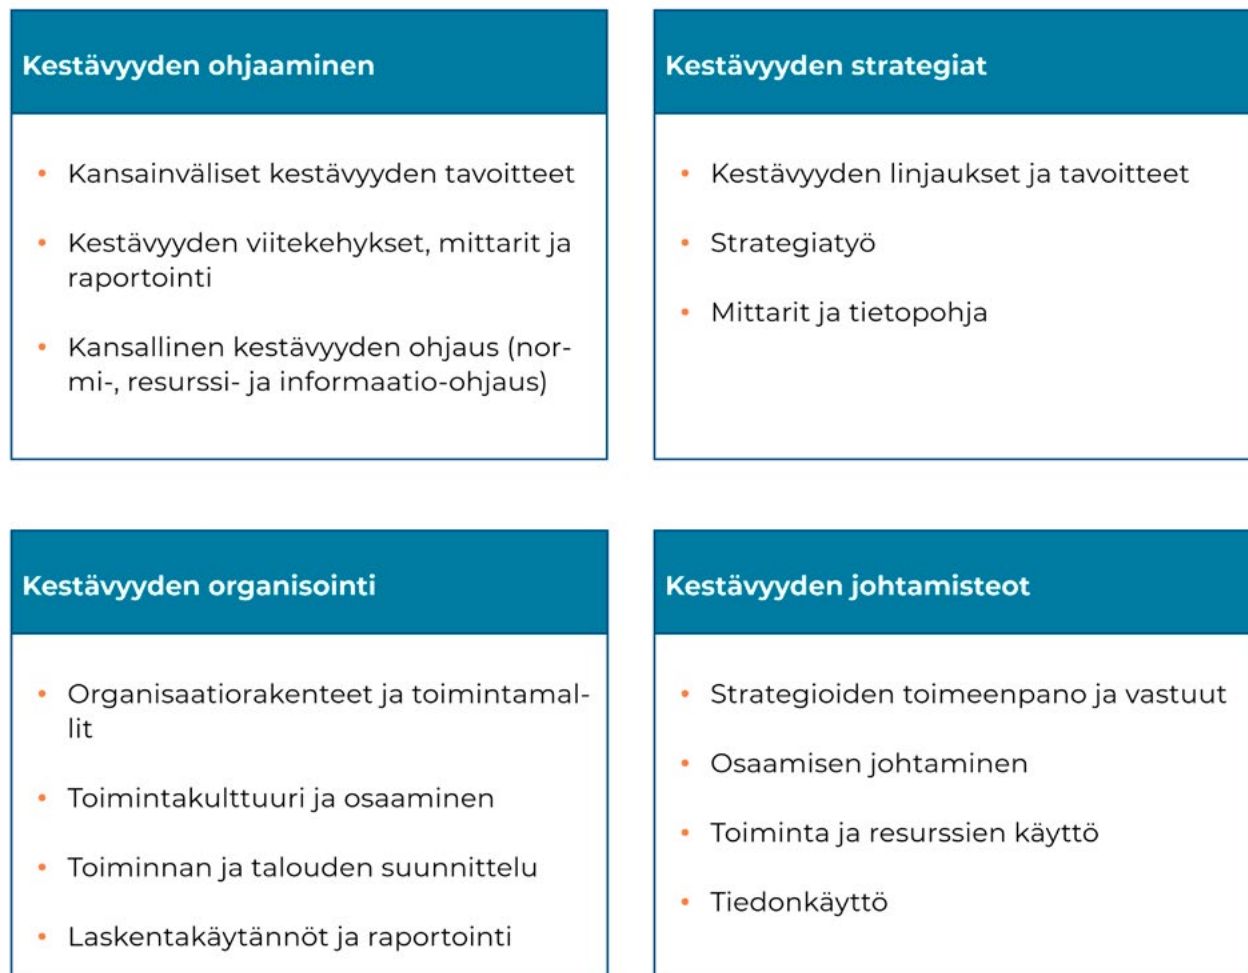 Kestävyyden ohjaaminen
• Kansainväliset kestävyyden tavoitteet
• Kestävyyden viitekehykset, mittarit ja
raportointi
• Kansallinen kestävyyden ohjaus (nor-
mi-, resurssi- ja informaatio-ohjaus)
Kestävyyden strategiat
• Kestävyyden linjaukset ja tavoitteet
• Strategiatyö
• Mittarit ja tietopohja
Kestävyyden organisointi
• Organisaatiorakenteet ja toimintamal-
lit
• Toimintakulttuuri ja osaaminen
• Toiminnan ja talouden suunnittelu
• Laskentakäytännöt ja raportointi
Kestävyyden johtamisteot
• Strategioiden toimeenpano ja vastuut
• Osaamisen johtaminen
• Toiminta ja resurssien käyttö
• Tiedonkäyttö